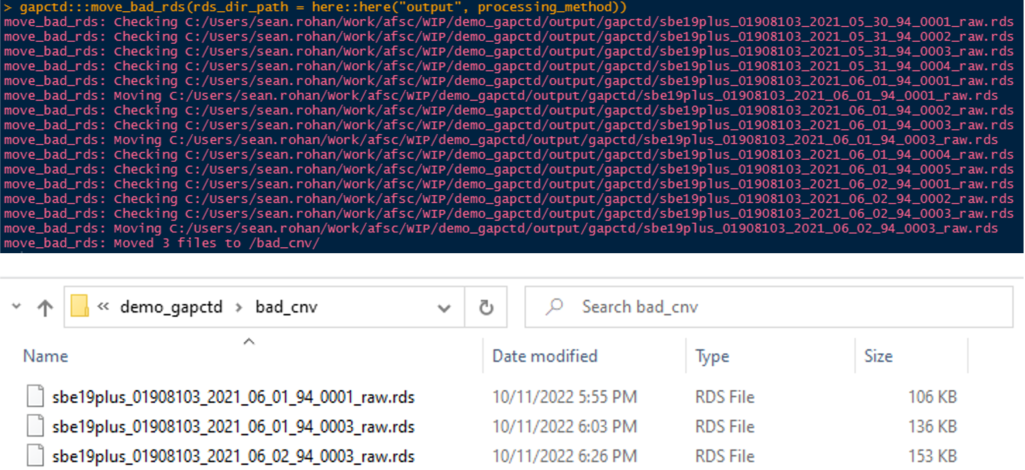 > gapctd:::move_bad_rds(rds_dir_path = here::here("output", processing_method))
move_bad_rds: Checking C:/Users/sean.rohan/Work/afsc/WIP/demo_gapctd/output/gapctd/sbe19plus_01908103_2021_05_30_94_0001_raw.rds
move_bad_rds: Checking C:/Users/sean.rohan/Work/afsc/WIP/demo_gapctd/output/gapctd/sbe19plus_01908103_2021_05_31_94_0002_raw.rds
move_bad_rds: Checking C:/Users/sean.rohan/Work/afsc/WIP/demo_gapctd/output/gapctd/sbe19plus_01908103_2021_05_31_94_0003_raw.rds
move_bad_rds: Checking C:/Users/sean.rohan/Work/afsc/WIP/demo_gapctd/output/gapctd/sbe19plus_01908103_2021_05_31_94_0004_raw.rds
move_bad_rds: Checking C:/Users/sean.rohan/Work/afsc/WIP/demo_gapctd/output/gapctd/sbe19plus_01908103_2021_06_01_94_0001_raw.rds
move_bad_rds: Moving C:/Users/sean.rohan/Work/afsc/WIP/demo_gapctd/output/gapctd/sbe19plus_01908103_2021_06_01_94_0001_raw.rds
move_bad_rds: Checking C:/Users/sean.rohan/Work/afsc/WIP/demo_gapctd/output/gapctd/sbe19plus_01908103_2021_06_01_94_0002_raw.rds
move_bad_rds: Checking C:/Users/sean.rohan/Work/afsc/WIP/demo_gapctd/output/gapctd/sbe19plus_01908103_2021_06_01_94_0003_raw.rds
move_bad_rds: Moving C:/Users/sean.rohan/Work/afsc/WIP/demo_gapctd/output/gapctd/sbe19plus_01908103_2021_06_01_94_0003_raw.rds
move_bad_rds: Checking C:/Users/sean.rohan/Work/afsc/WIP/demo_gapctd/output/gapctd/sbe19plus_01908103_2021_06_01_94_0004_raw.rds
move_bad_rds: Checking C:/Users/sean.rohan/Work/afsc/WIP/demo_gapctd/output/gapctd/sbe19plus_01908103_2021_06_01_94_0005_raw.rds
move_bad_rds: Checking C:/Users/sean.rohan/Work/afsc/WIP/demo_gapctd/output/gapctd/sbe19plus_01908103_2021_06_02_94_0001_raw.rds
move_bad_rds: Checking C:/Users/sean.rohan/Work/afsc/WIP/demo_gapctd/output/gapctd/sbe19plus_01908103_2021_06_02_94_0002_raw.rds
move_bad_rds: Checking C:/Users/sean.rohan/Work/afsc/WIP/demo_gapctd/output/gapctd/sbe19plus_01908103_2021_06_02_94_0003_raw.rds
move_bad_rds: Moving C:/Users/sean.rohan/Work/afsc/WIP/demo_gapctd/output/gapctd/sbe19plus_01908103_2021_06_02_94_0003_raw.rds
move_bad_rds: Moved 3 files to /bad_cnv/
« demo_gapctd › bad_cnv Search bad_cnv
Name Date modified Type Size
sbe19plus_01908103_2021_06_01_94_0001_raw.rds 10/11/2022 5:55 PM RDS File 106 KB
sbe19plus_01908103_2021_06_01_94_0003_raw.rds 10/11/2022 6:03 PM RDS File 136 KB
sbe19plus_01908103_2021_06_02_94_0003_raw.rds 10/11/2022 6:26 PM RDS File 153 KB